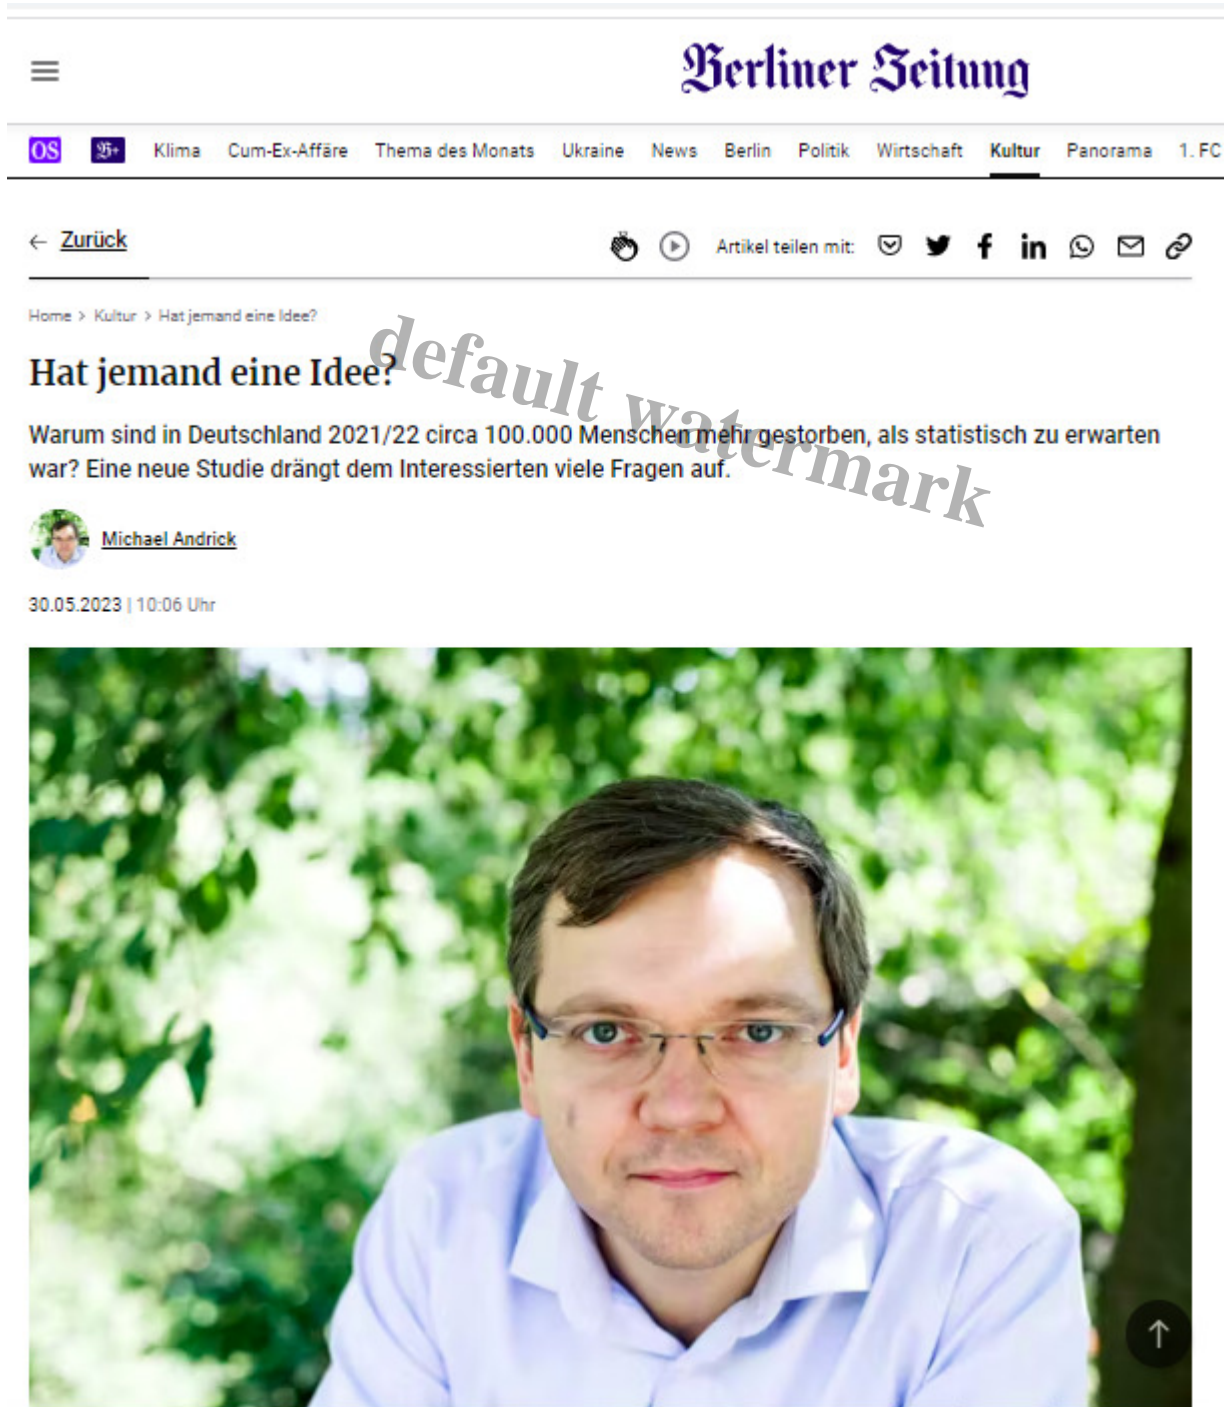 Berliner Zeitung
OS B+ Klima Cum-Ex-Affäre Thema des Monats Ukraine News Berlin Politik Wirtschaft Kultur Panorama 1. FC
← Zurück
Artikel teilen mit:
Home > Kultur > Hat jemand eine Idee?
Hat jemand eine Idee?
Warum sind in Deutschland 2021/22 circa 100.000 Menschen mehr gestorben, als statistisch zu erwarten
war? Eine neue Studie drängt dem Interessierten viele Fragen auf.
default watermark
Michael Andrick
30.05.2023 | 10:06 Uhr